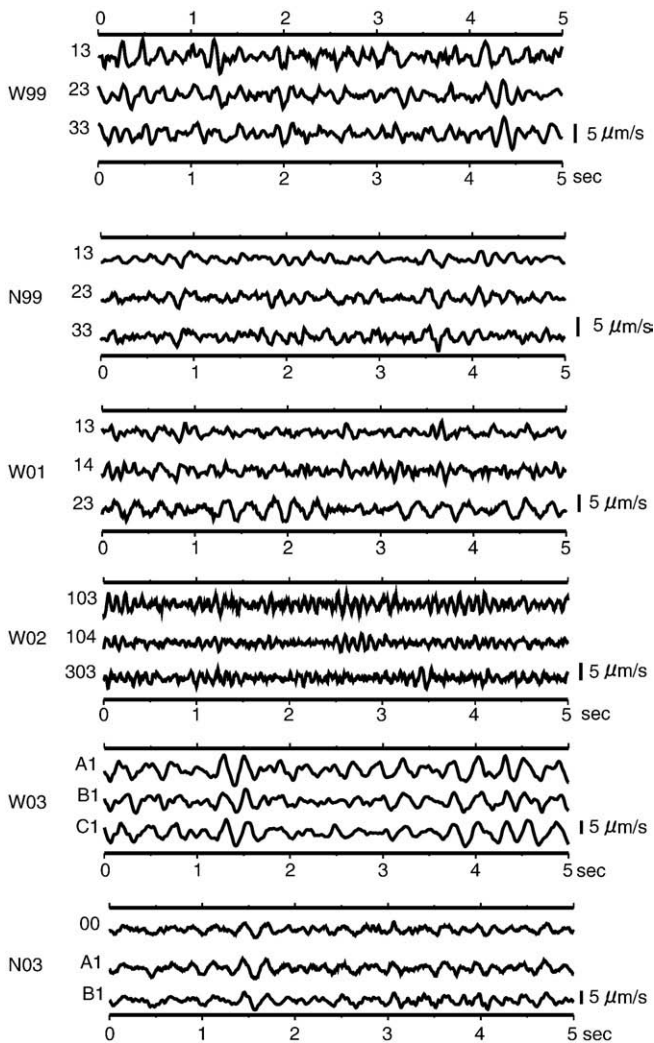 0 1 2 3 4 5
13
W99 23
33 5 μm/s
0 1 2 3 4 5 sec
13
N99 23
33 5 μm/s
0 1 2 3 4 5
13
W01 14
23 5 μm/s
0 1 2 3 4 5
103
W02 104
303 5 μm/s
0 1 2 3 4 5 sec
A1
W03 B1
C1 5 μm/s
0 1 2 3 4 5 sec
00
N03 A1
B1 5 μm/s
0 1 2 3 4 5 sec